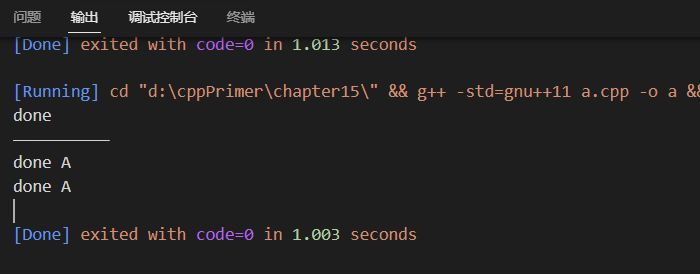 问题 输出 调试控制台 终端
[Done] exited with code=0 in 1.013 seconds
[Running] cd "d:\cppPrimer\chapter15\" && g++ -std=gnu++11 a.cpp -o a &&
done
——————————
done A
done A
[Done] exited with code=0 in 1.003 seconds